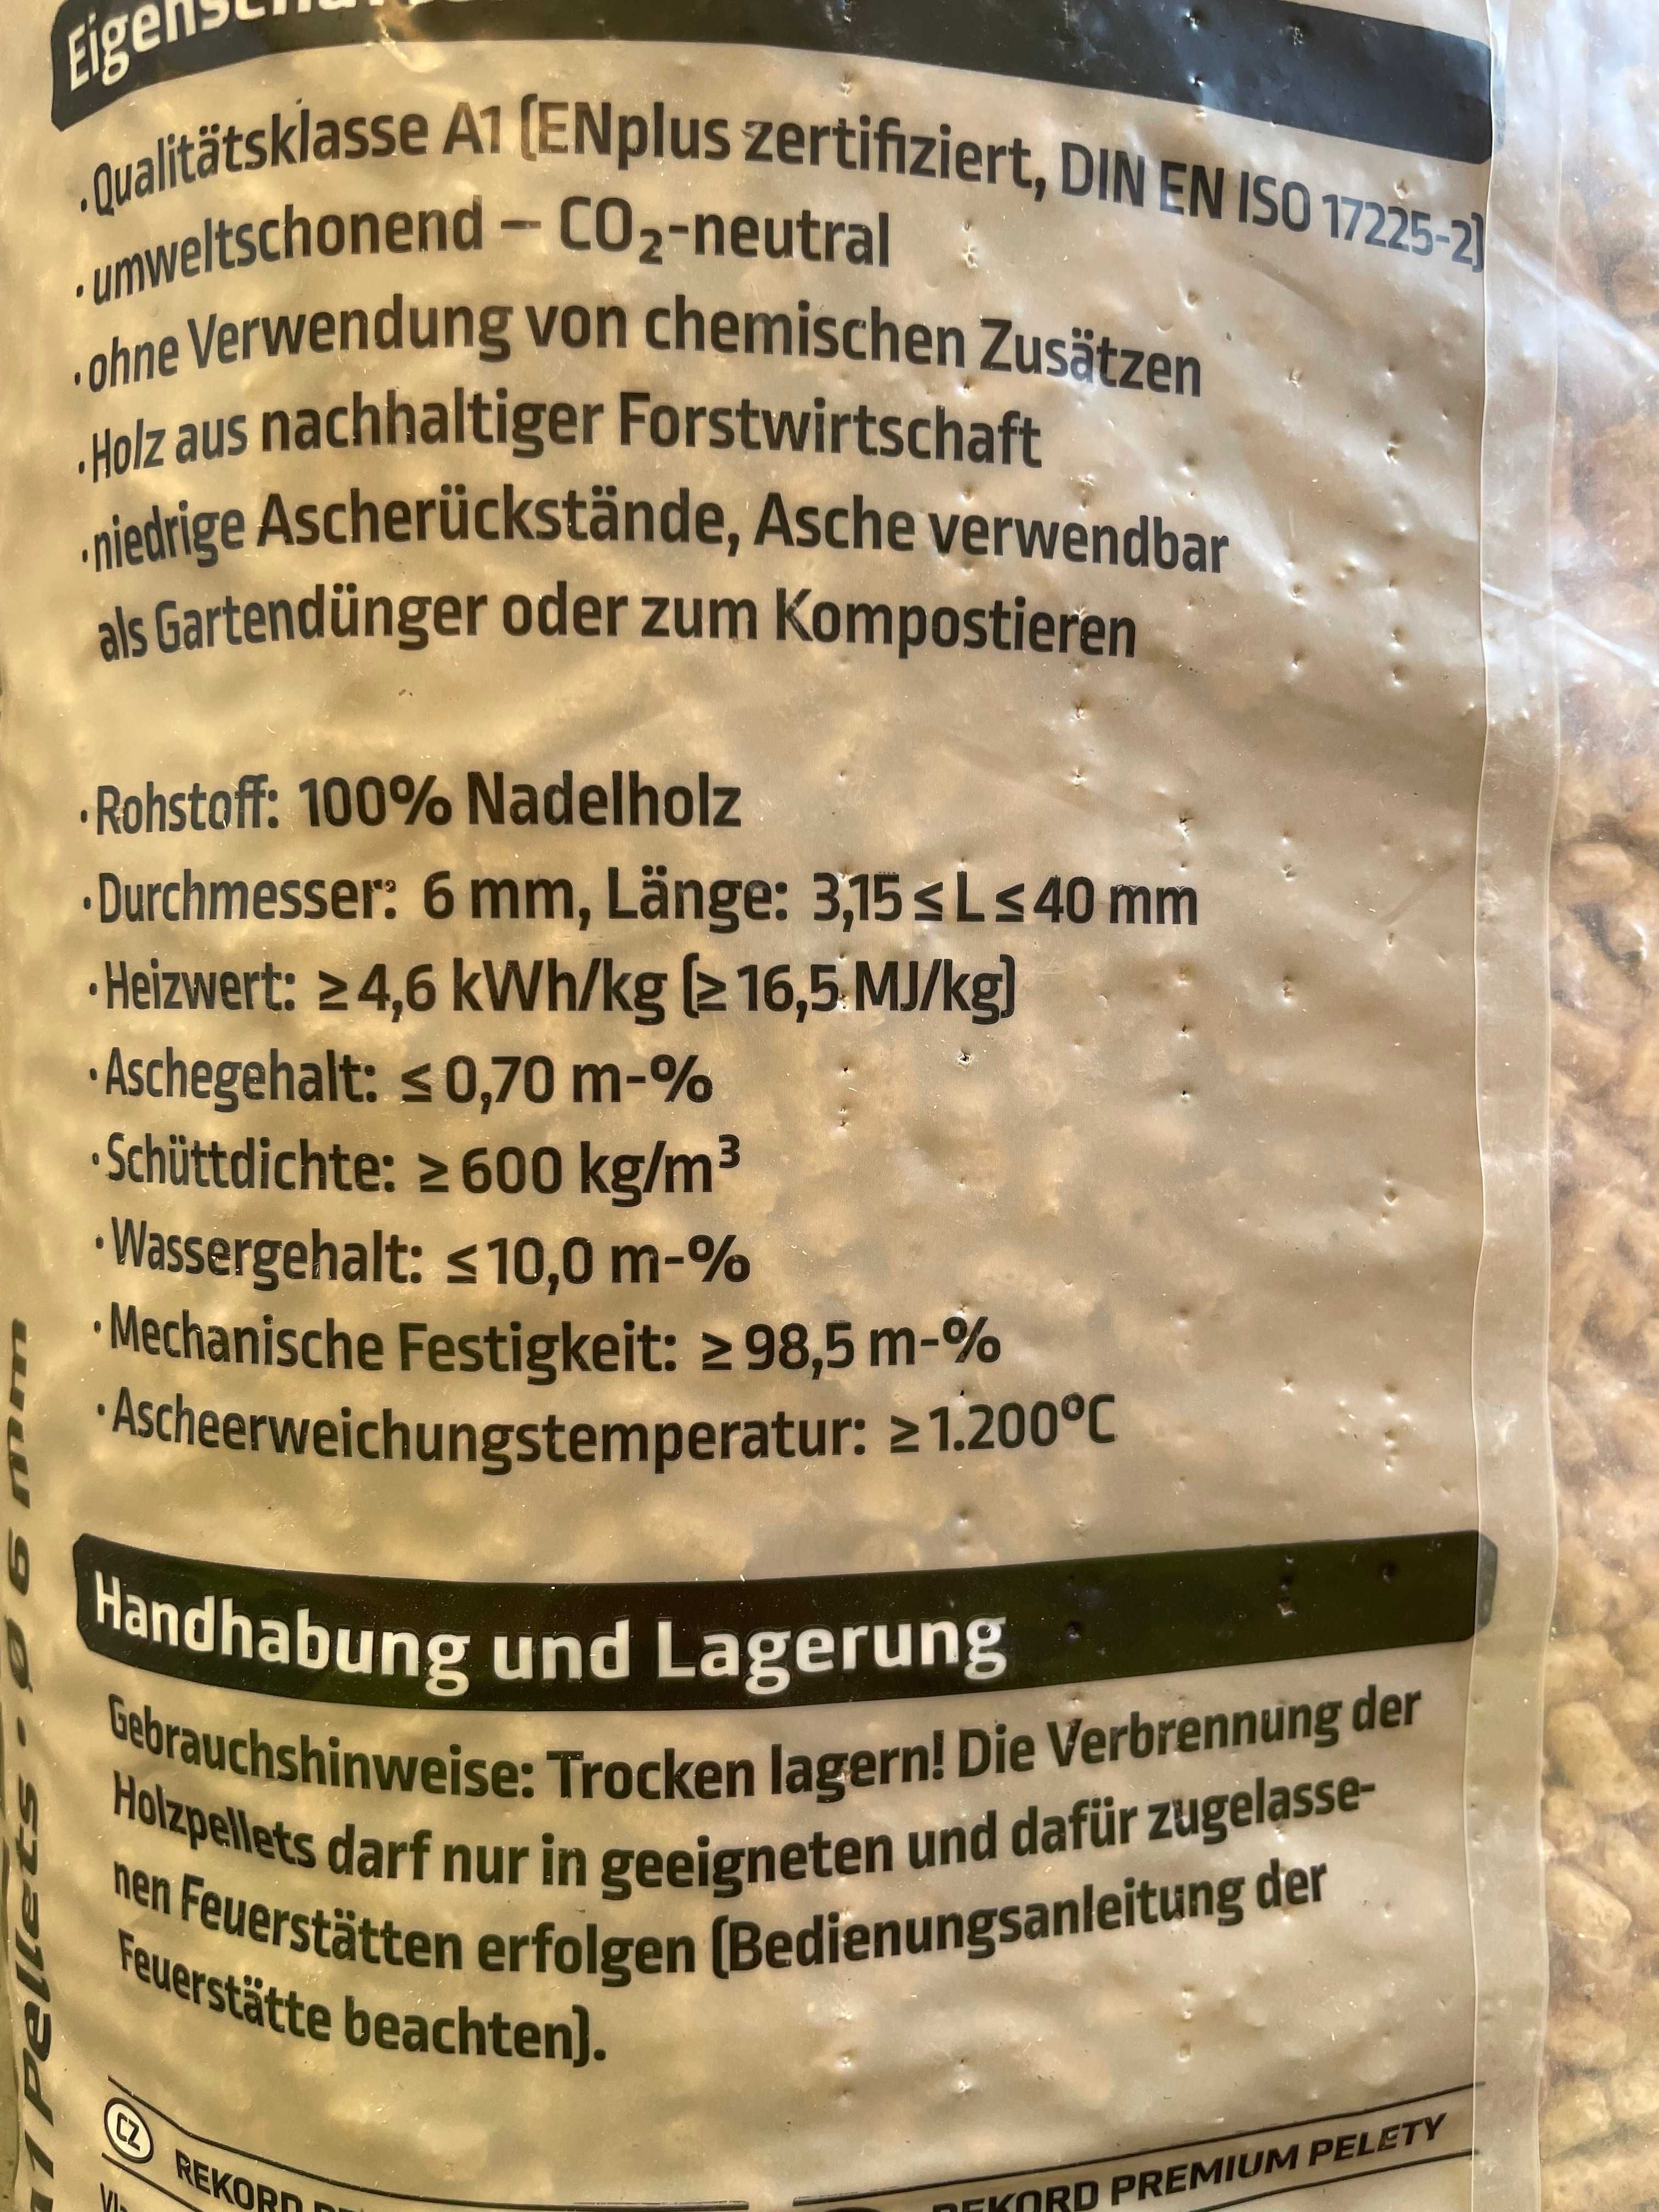 ·Qualitätsklasse A1 (ENplus zertifiziert, DIN EN ISO 17225-2)
·umweltschonend – CO₂-neutral
·ohne Verwendung von chemischen Zusätzen
·Holz aus nachhaltiger Forstwirtschaft
·niedrige Ascherückstände, Asche verwendbar
als Gartendünger oder zum Kompostieren
·Rohstoff: 100% Nadelholz
·Durchmesser: 6 mm, Länge: 3,15 ≤ L ≤ 40 mm
·Heizwert: ≥ 4,6 kWh/kg (≥ 16,5 MJ/kg)
·Aschegehalt: ≤ 0,70 m-%
·Schüttdichte: ≥ 600 kg/m³
·Wassergehalt: ≤ 10,0 m-%
·Mechanische Festigkeit: ≥ 98,5 m-%
·Ascheerweichungstemperatur: ≥ 1.200°C
Handhabung und Lagerung
Gebrauchshinweise: Trocken lagern! Die Verbrennung der
Holzpellets darf nur in geeigneten und dafür zugelasse-
nen Feuerstätten erfolgen (Bedienungsanleitung der
Feuerstätte beachten).
CZ REKORD
REKORD PREMIUM PELETY
1 Pellets · Ø 6 mm